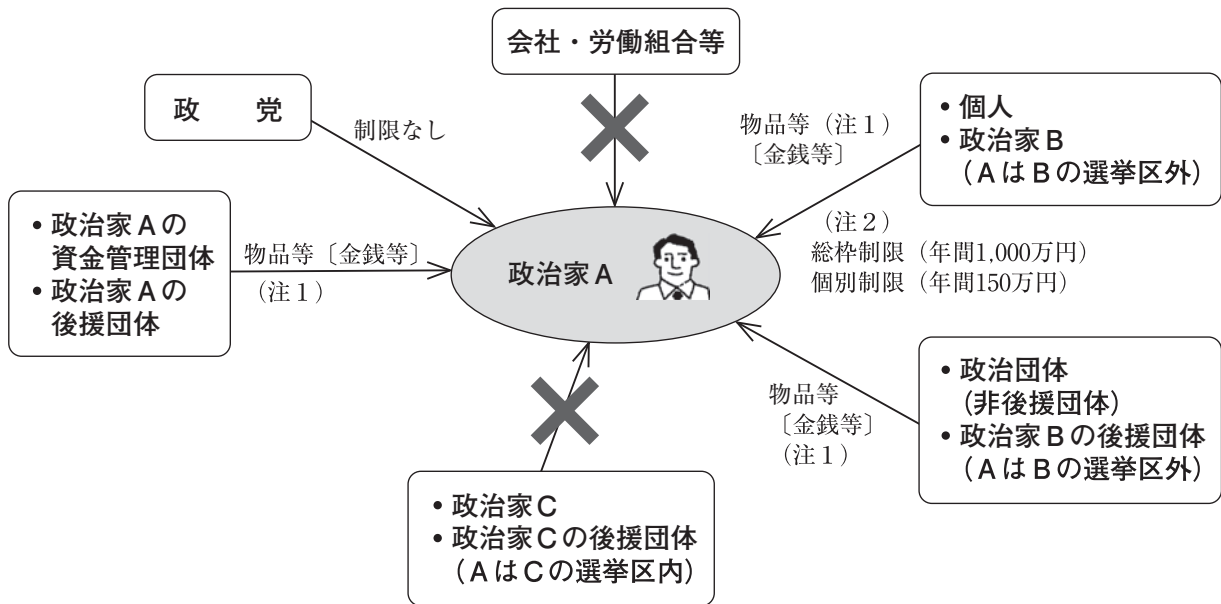 会社・労働組合等
政　　党
制限なし
物品等（注１）
〔金銭等〕
• 個人
• 政治家Ｂ
（ＡはＢの選挙区外）
• 政治家Ａの
資金管理団体
• 政治家Ａの
後援団体
物品等〔金銭等〕
（注１）
政治家Ａ
（注２）
総枠制限（年間1,000万円）
個別制限（年間150万円）
物品等
〔金銭等〕
（注１）
• 政治団体
（非後援団体）
• 政治家Ｂの後援団体
（ＡはＢの選挙区外）
• 政治家Ｃ
• 政治家Ｃの後援団体
（ＡはＣの選挙区内）